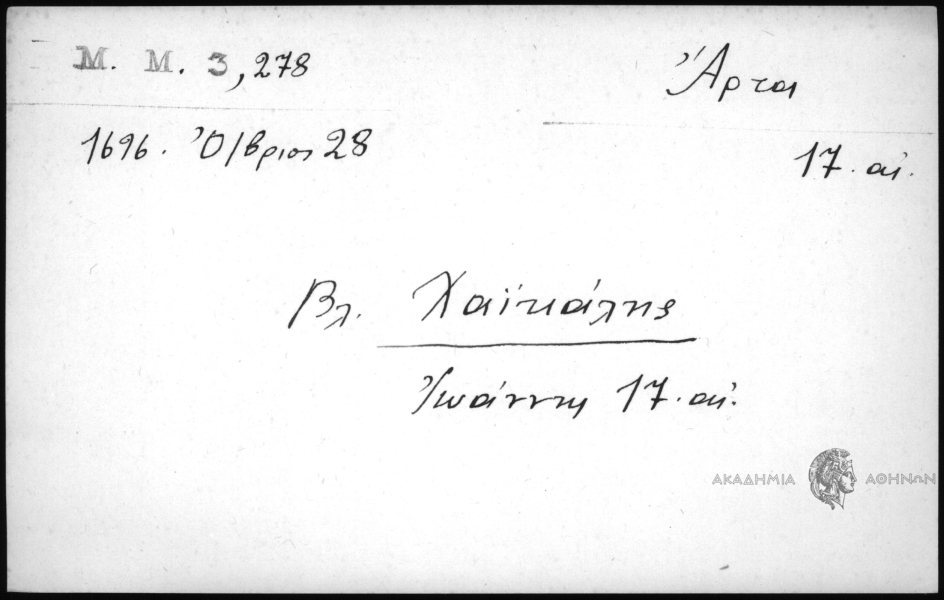 Μ. Μ. 3, 278
Ἄρτα
1696. Ὀ/βριος 28
17. αἰ.
Βλ. Χαϊκάλης
Ἰωάννης 17. αἰ.
ΑΚΑΔΗΜΙΑ ΑΘΗΝΩΝ